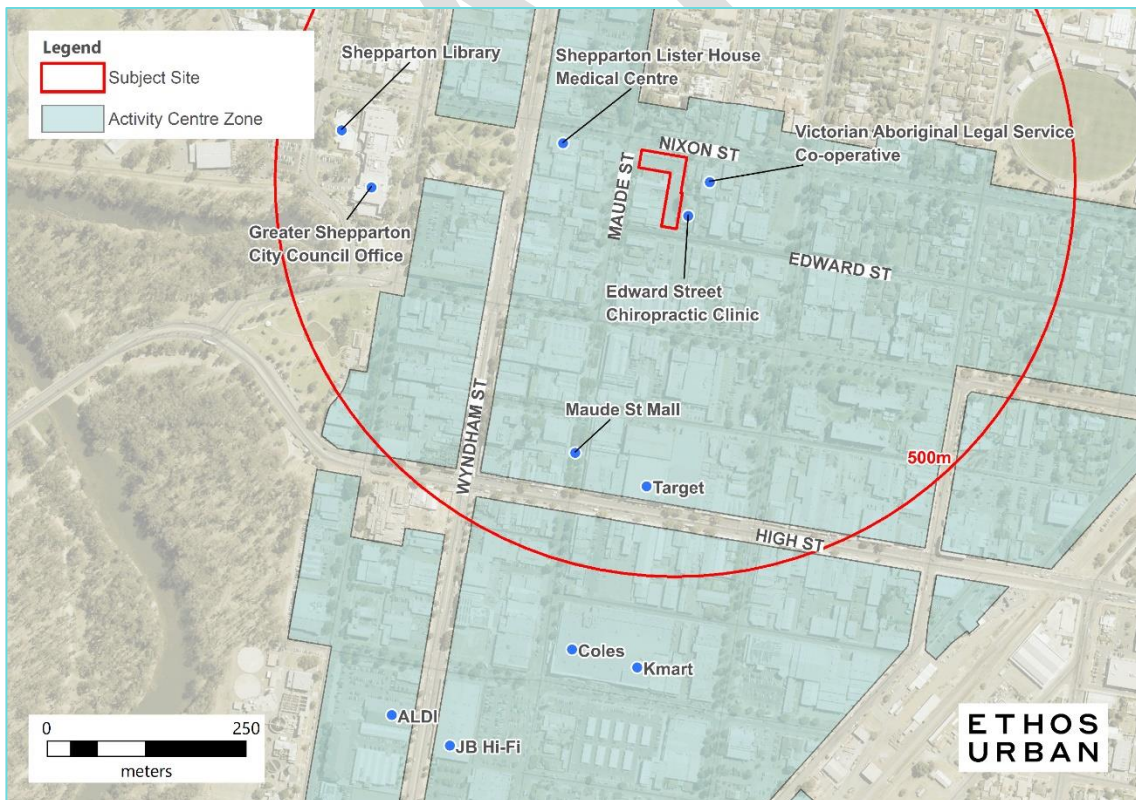 Legend
Subject Site
Activity Centre Zone
Shepparton Library
Shepparton Lister House
Medical Centre
NIXON ST
Victorian Aboriginal Legal Service
Co-operative
MAUDE ST
Greater Shepparton
City Council Office
EDWARD ST
Edward Street
Chiropractic Clinic
WYNDHAM ST
Maude St Mall
500m
Target
HIGH ST
Coles
Kmart
ALDI
JB Hi-Fi
0
250
meters
ETHOS
URBAN